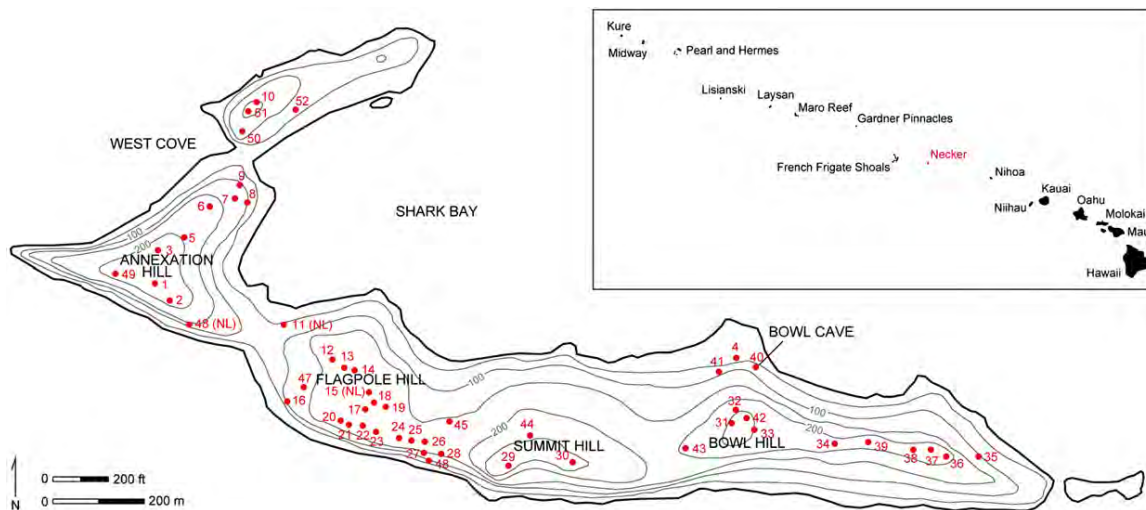 Kure
Midway
Pearl and Hermes
Lisianski
Laysan
Maro Reef
Gardner Pinnacles
French Frigate Shoals
Necker
Nihoa
Kauai
Niihau
Oahu
Molokai
Mau
Hawaii
10
51
52
50
WEST COVE
9
7
8
6
SHARK BAY
100
5
200
3
ANNEXATION
HILL
49
1
2
48 (NL)
11 (NL)
BOWL CAVE
12
13
14
4
41
40
FLAGPOLE HILL
100
100
47
15 (NL)
16
18
17
19
32
42
31
33
20
21
22
23
24
25
26
45
44
200
SUMMIT HILL
BOWL HILL
43
34
39
200
27
28
48
29
30
38
37
36
35
N
0
200 ft
0
200 m